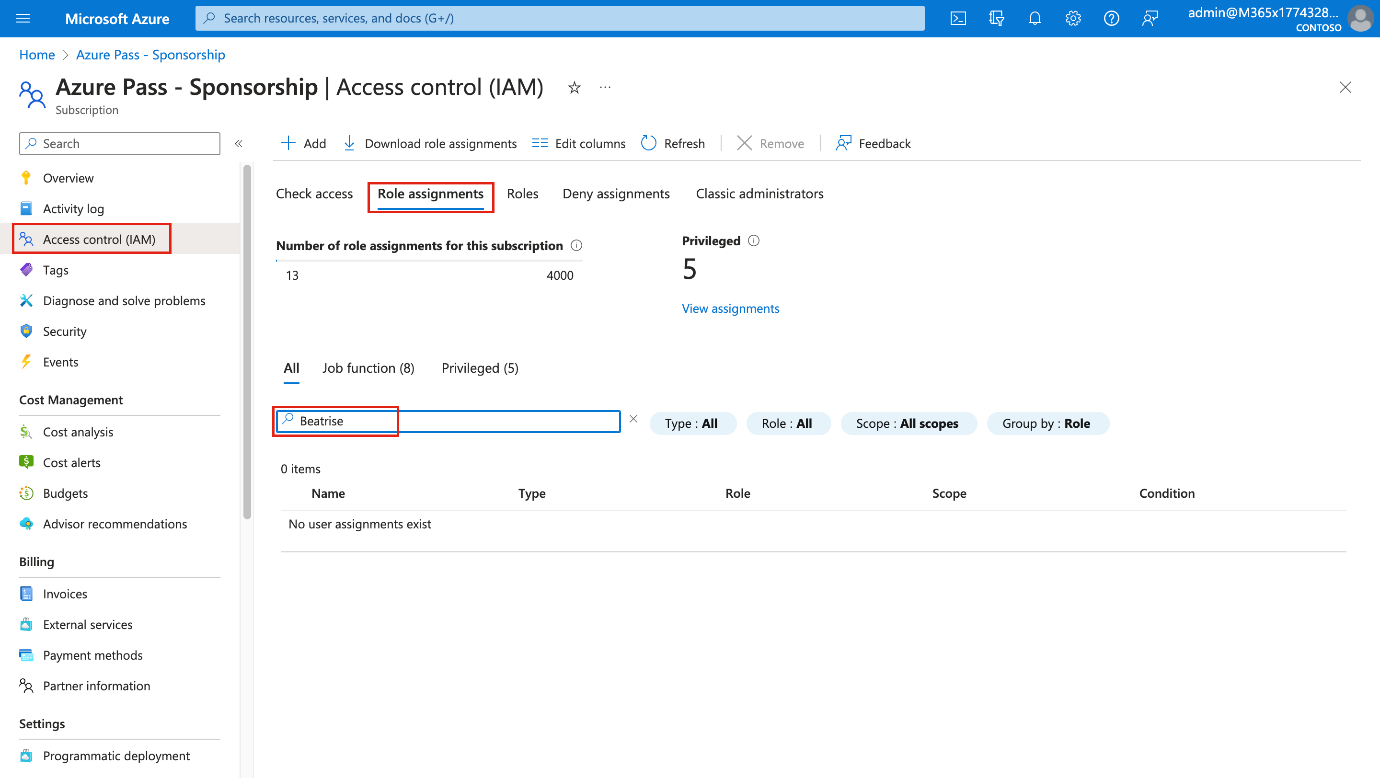 Microsoft Azure
Search resources, services, and docs (G+/)
admin@M365x1774328...
CONTOSO
Home > Azure Pass - Sponsorship
Azure Pass - Sponsorship | Access control (IAM)
Subscription
Search
Add
Download role assignments
Edit columns
Refresh
Remove
Feedback
Overview
Activity log
Access control (IAM)
Tags
Diagnose and solve problems
Security
Events
Cost Management
Cost analysis
Cost alerts
Budgets
Advisor recommendations
Billing
Invoices
External services
Payment methods
Partner information
Settings
Programmatic deployment
Check access
Role assignments
Roles
Deny assignments
Classic administrators
Number of role assignments for this subscription
13
4000
Privileged
5
View assignments
All
Job function (8)
Privileged (5)
Beatrise
Type : All
Role : All
Scope : All scopes
Group by : Role
0 items
Name
Type
Role
Scope
Condition
No user assignments exist